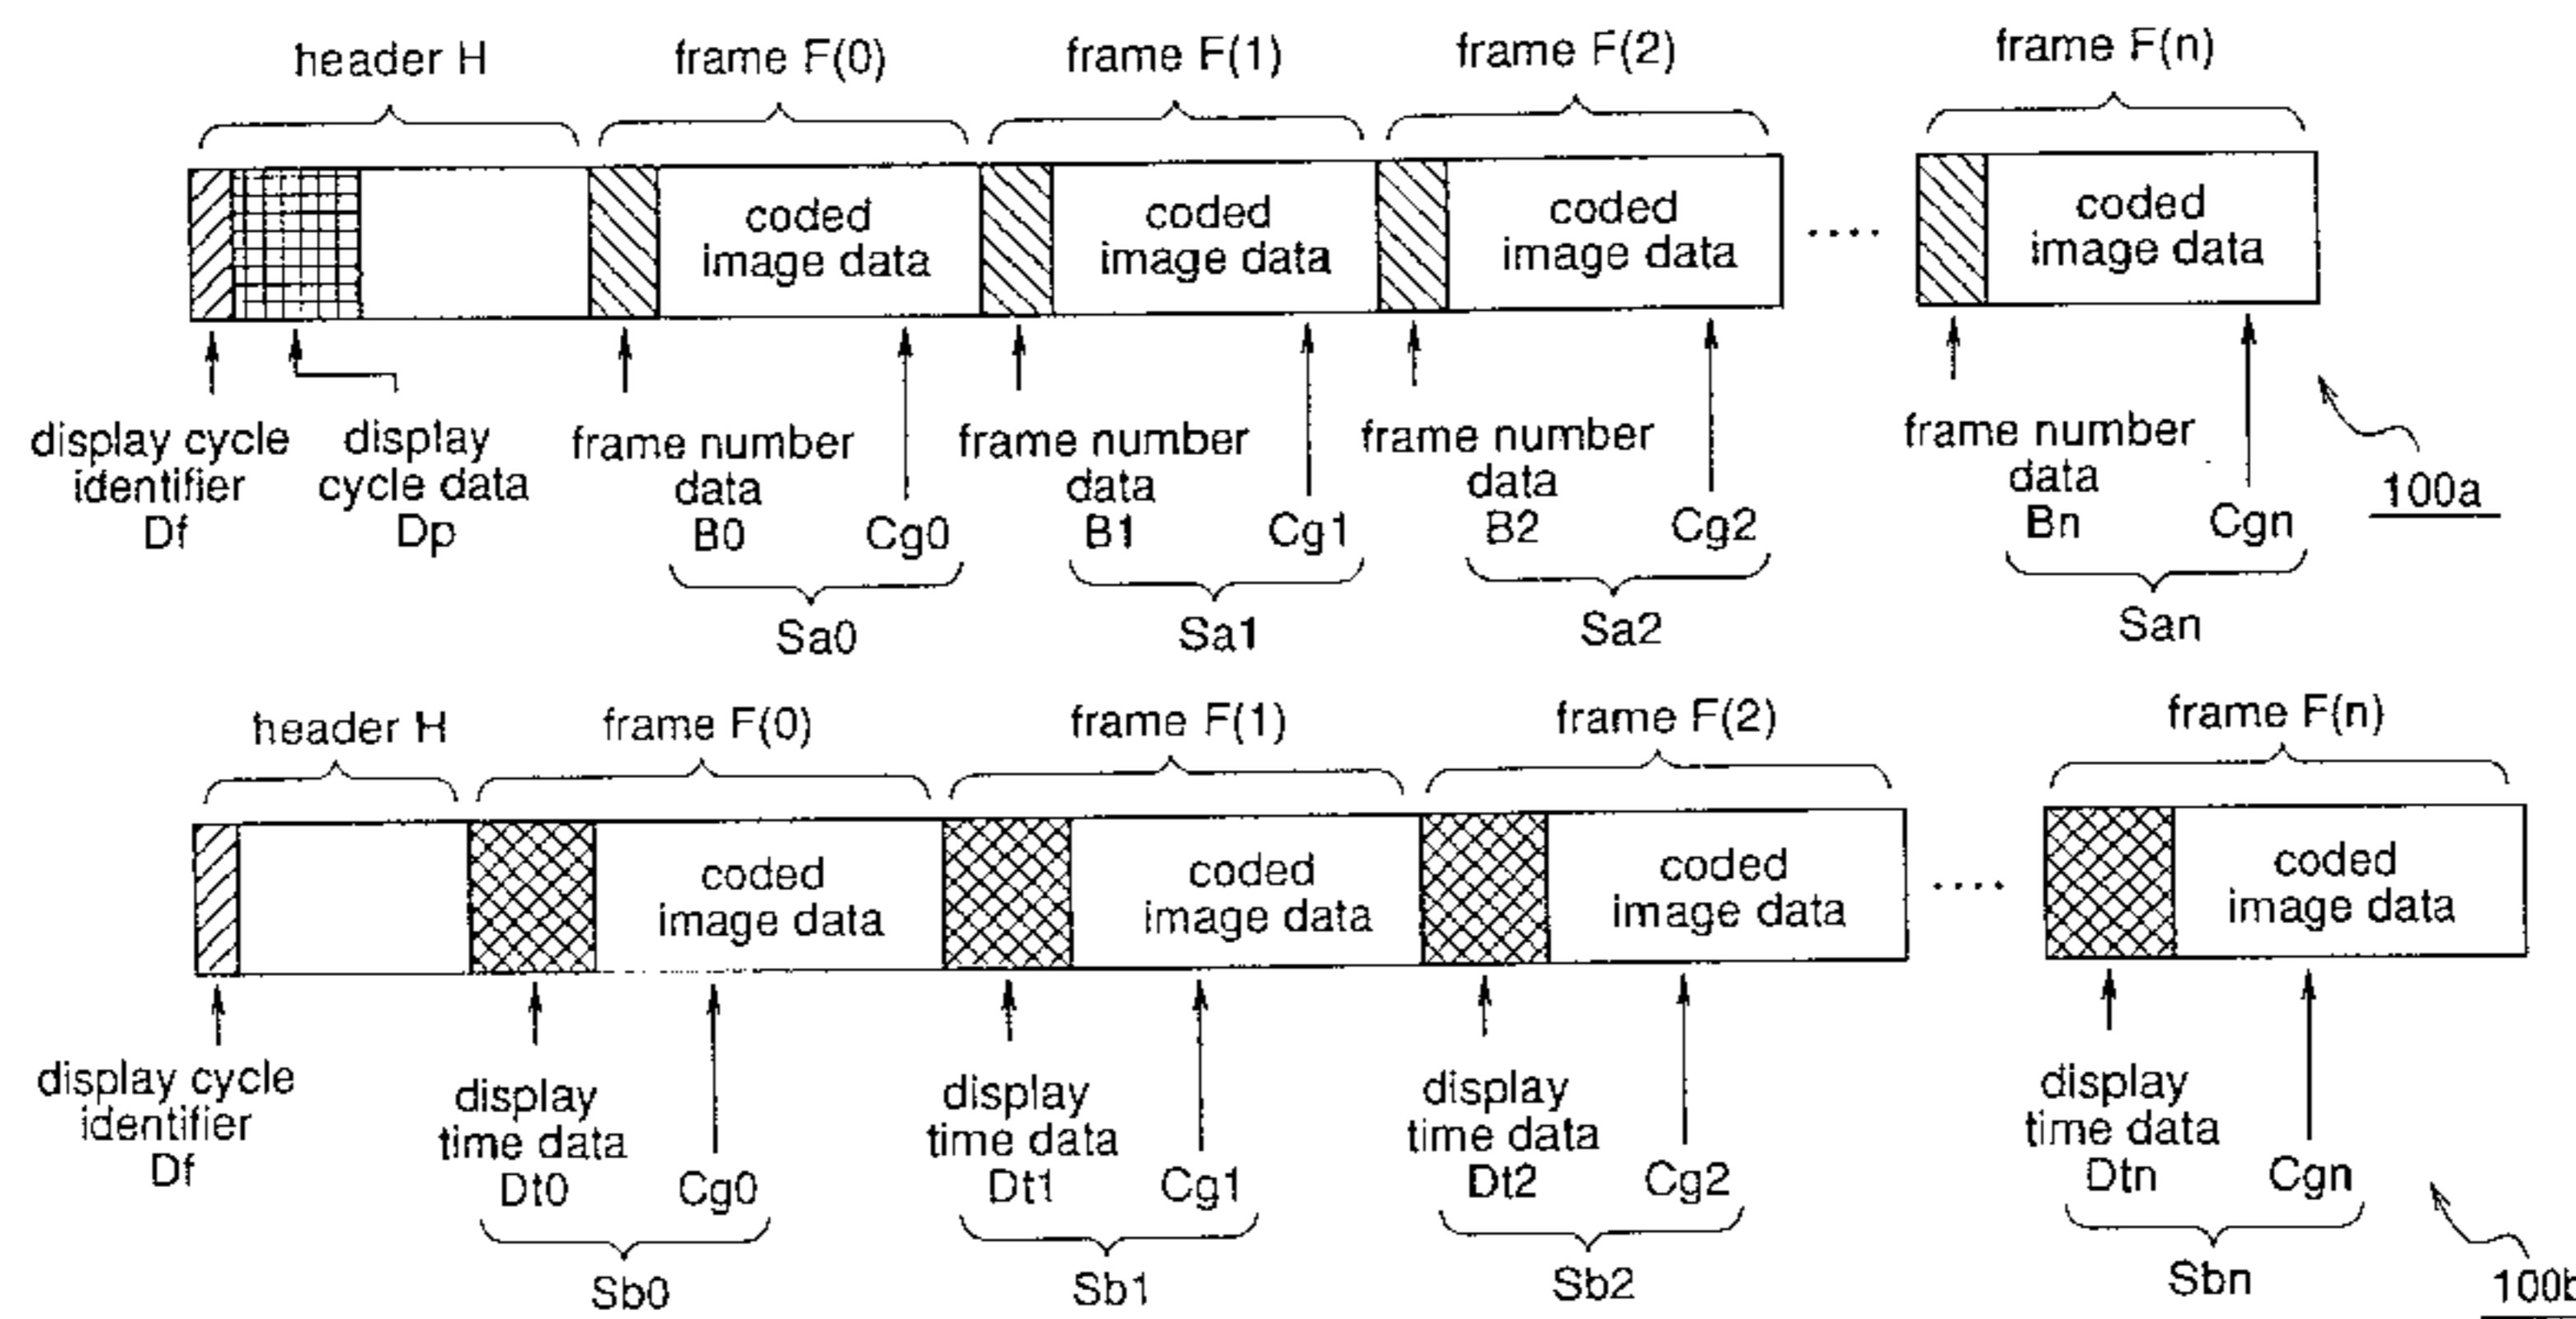 header H frame F(0) frame F(1) frame F(2) frame F(n)
coded image data
coded image data
coded image data
....
coded image data
display cycle identifier Df
display cycle data Dp
frame number data B0
Cg0
frame number data B1
Cg1
frame number data B2
Cg2
frame number data Bn
Cgn
100a
Sa0 Sa1 Sa2 San
header H frame F(0) frame F(1) frame F(2) frame F(n)
coded image data
coded image data
coded image data
....
coded image data
display cycle identifier Df
display time data Dt0
Cg0
display time data Dt1
Cg1
display time data Dt2
Cg2
display time data Dtn
Cgn
Sb0 Sb1 Sb2 Sbn
100b